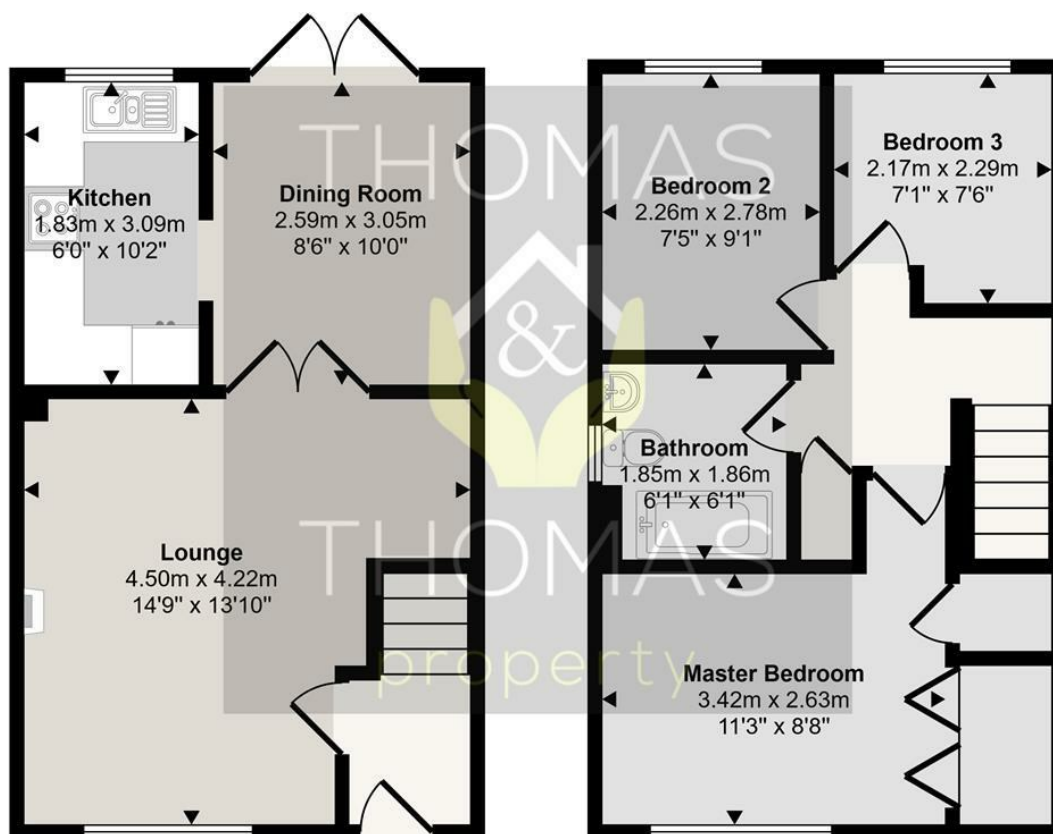 Kitchen
1.83m x 3.09m
6'0" x 10'2"
Dining Room
2.59m x 3.05m
8'6" x 10'0"
Lounge
4.50m x 4.22m
14'9" x 13'10"
Bedroom 2
2.26m x 2.78m
7'5" x 9'1"
Bedroom 3
2.17m x 2.29m
7'1" x 7'6"
Bathroom
1.85m x 1.86m
6'1" x 6'1"
Master Bedroom
3.42m x 2.63m
11'3" x 8'8"
THOMAS
&
THOMAS
property